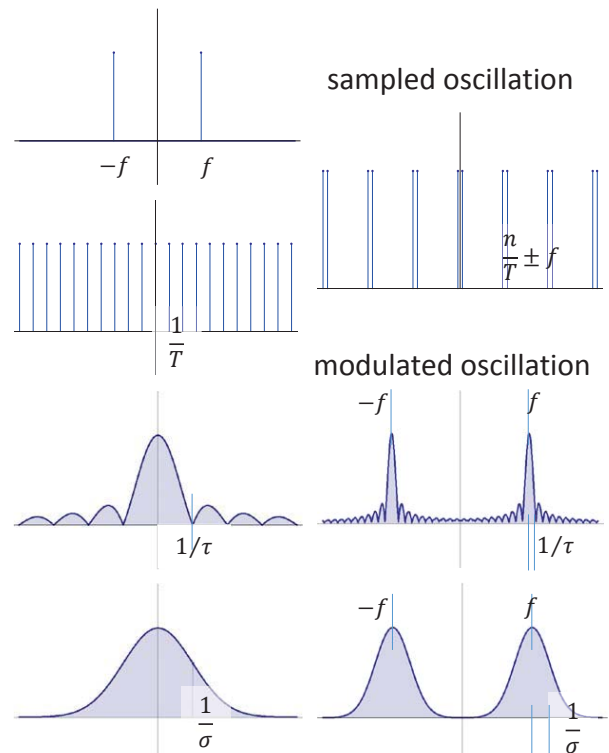 sampled oscillation
−f f
n/T ± f
1/T
modulated oscillation
−f f
1/τ 1/τ
−f f
1/σ 1/σ